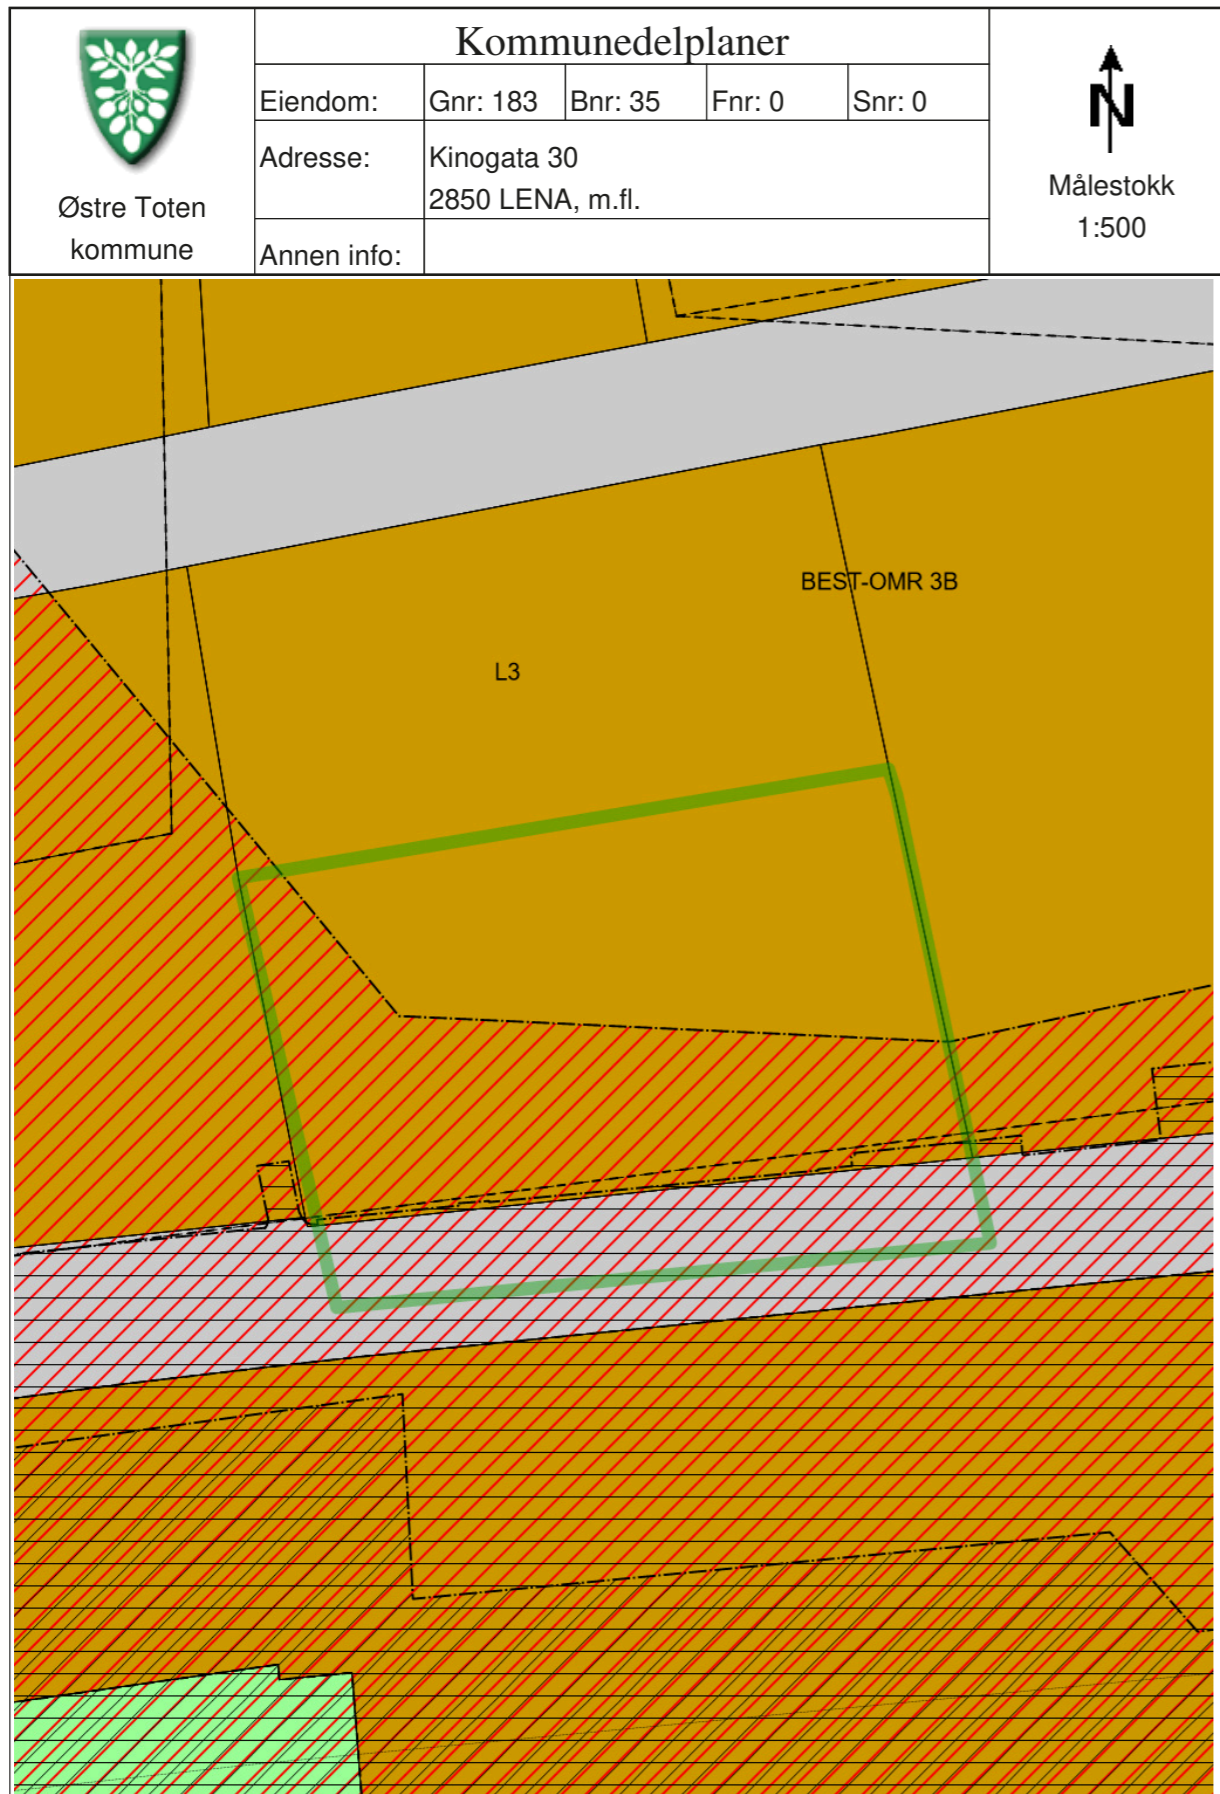 Kommunedelplaner
Eiendom: Gnr: 183 Bnr: 35 Fnr: 0 Snr: 0
Adresse: Kinogata 30
2850 LENA, m.fl.
Annen info:
Østre Toten
kommune
N
Målestokk
1:500
BEST-OMR 3B
L3